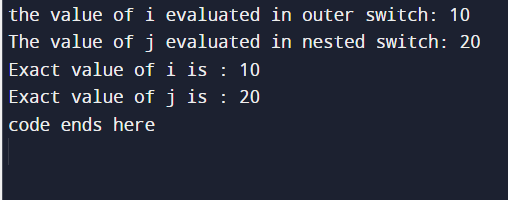 the value of i evaluated in outer switch: 10
The value of j evaluated in nested switch: 20
Exact value of i is : 10
Exact value of j is : 20
code ends here